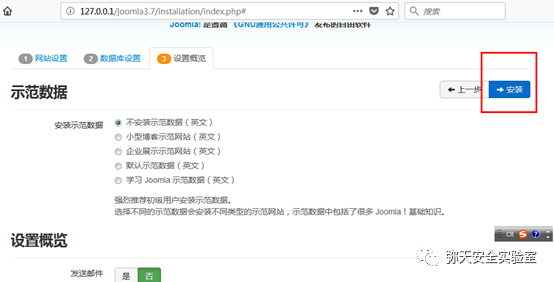 127.0.0.1/joomla3.7/installation/index.php#
搜索
Joomla! 是遵循 《GNU通用公共许可》 发布的自由软件
1 网站设置 2 数据库设置 3 设置概览
示范数据
上一步 安装
安装示范数据
不安装示范数据（英文）
小型博客示范网站（英文）
企业展示示范网站（英文）
默认示范数据（英文）
学习 Joomla 示范数据（英文）
强烈推荐初级用户安装示范数据。
选择不同的示范数据会安装不同类型的示范网站，示范数据中包括了很多 Joomla！基础知识。
设置概览
CH
弥天安全实验室
发送邮件 是 否